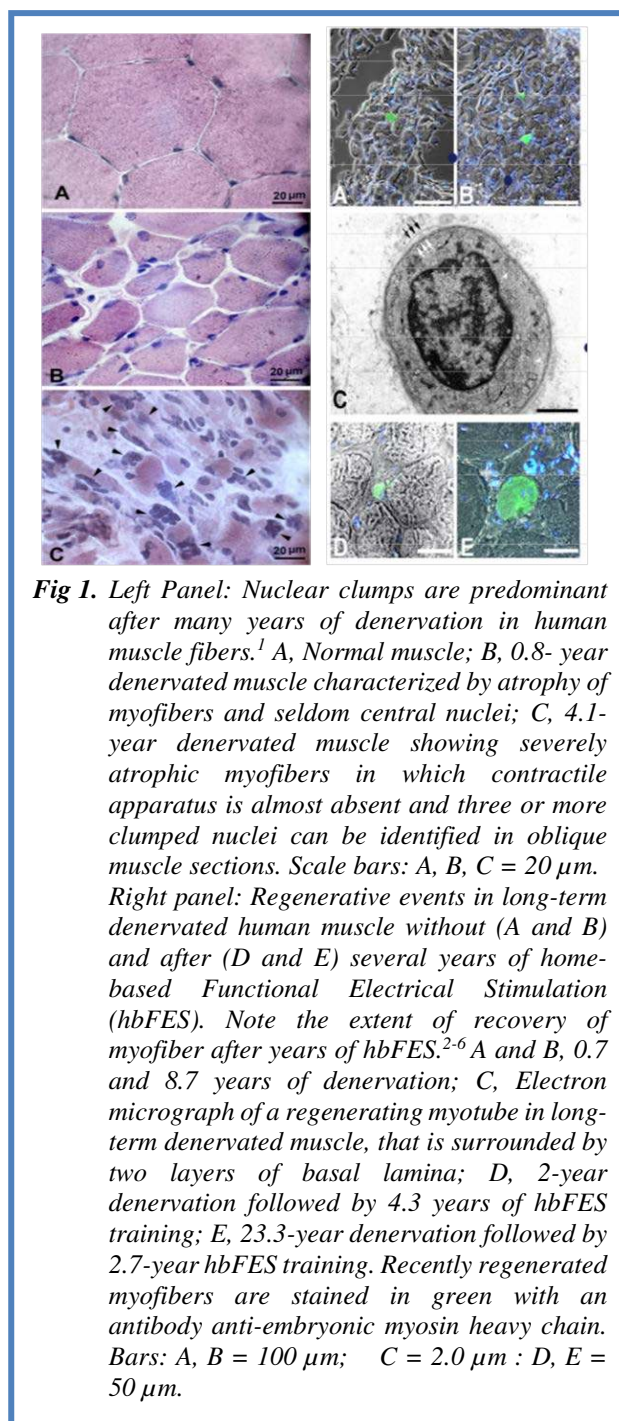 A
20 µm
B
20 µm
C
20 µm
A
B
C
D
E
Fig 1. Left Panel: Nuclear clumps are predominant
after many years of denervation in human
muscle fibers.1 A, Normal muscle; B, 0.8- year
denervated muscle characterized by atrophy of
myofibers and seldom central nuclei; C, 4.1-
year denervated muscle showing severely
atrophic myofibers in which contractile
apparatus is almost absent and three or more
clumped nuclei can be identified in oblique
muscle sections. Scale bars: A, B, C = 20 µm.
Right panel: Regenerative events in long-term
denervated human muscle without (A and B)
and after (D and E) several years of home-
based Functional Electrical Stimulation
(hbFES). Note the extent of recovery of
myofiber after years of hbFES.2-6 A and B, 0.7
and 8.7 years of denervation; C, Electron
micrograph of a regenerating myotube in long-
term denervated muscle, that is surrounded by
two layers of basal lamina; D, 2-year
denervation followed by 4.3 years of hbFES
training; E, 23.3-year denervation followed by
2.7-year hbFES training. Recently regenerated
myofibers are stained in green with an
antibody anti-embryonic myosin heavy chain.
Bars: A, B = 100 µm; C = 2.0 µm : D, E =
50 µm.